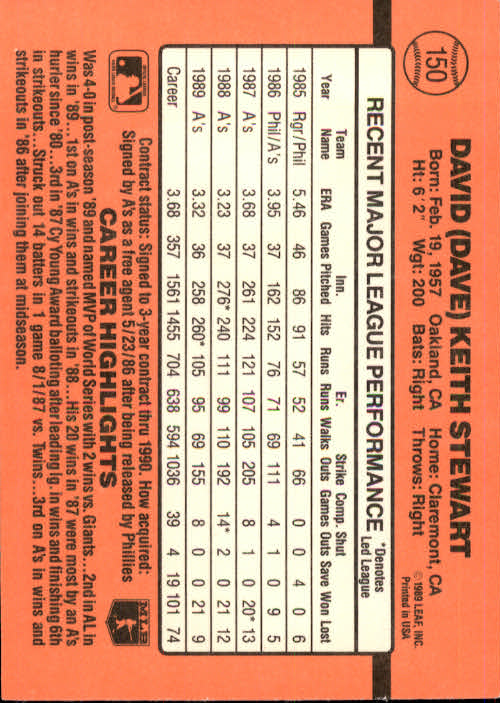 150
DAVID (DAVE) KEITH STEWART
Born: Feb. 19, 1957 Oakland, CA Home: Claremont, CA
Ht: 6' 2" Wgt: 200 Bats: Right Throws: Right
© 1989 LEAF, INC.
Printed in USA
RECENT MAJOR LEAGUE PERFORMANCE *Denotes Led League
Team Inn. Er. Strike Comp. Shut
Year Name ERA Games Pitched Hits Runs Runs Walks Outs Games Outs Save Won Lost
1985 Rgr/Phil 5.46 46 86 91 57 52 41 66 0 0 4 0 6
1986 Phil/A's 3.95 37 162 152 76 71 69 111 4 1 0 9 5
1987 A's 3.68 37 261 224 121 107 105 205 8 1 0 20* 13
1988 A's 3.23 37 276* 240 111 99 110 192 14* 2 0 21 12
1989 A's 3.32 36 258 260* 105 95 69 155 8 0 0 21 9
Career 3.68 357 1561 1455 704 638 594 1036 39 4 19 101 74
Contract status: Signed to 3-year contract thru 1990. How acquired:
Signed by A's as a free agent 5/23/86 after being released by Phillies
MLB
CAREER HIGHLIGHTS
Was 4-0 in post-season '89 and named MVP of World Series with 2 wins vs. Giants...2nd in AL in
wins in '89...1st on A's in wins and strikeouts in '88...His 20 wins in '87 were most by an A's
hurler since '80...3rd in '87 Cy Young Award balloting after leading lg. in wins and finishing 6th
in strikeouts...Struck out 14 batters in 1 game 8/1/87 vs. Twins...3rd on A's in wins and
strikeouts in '86 after joining them at midseason.